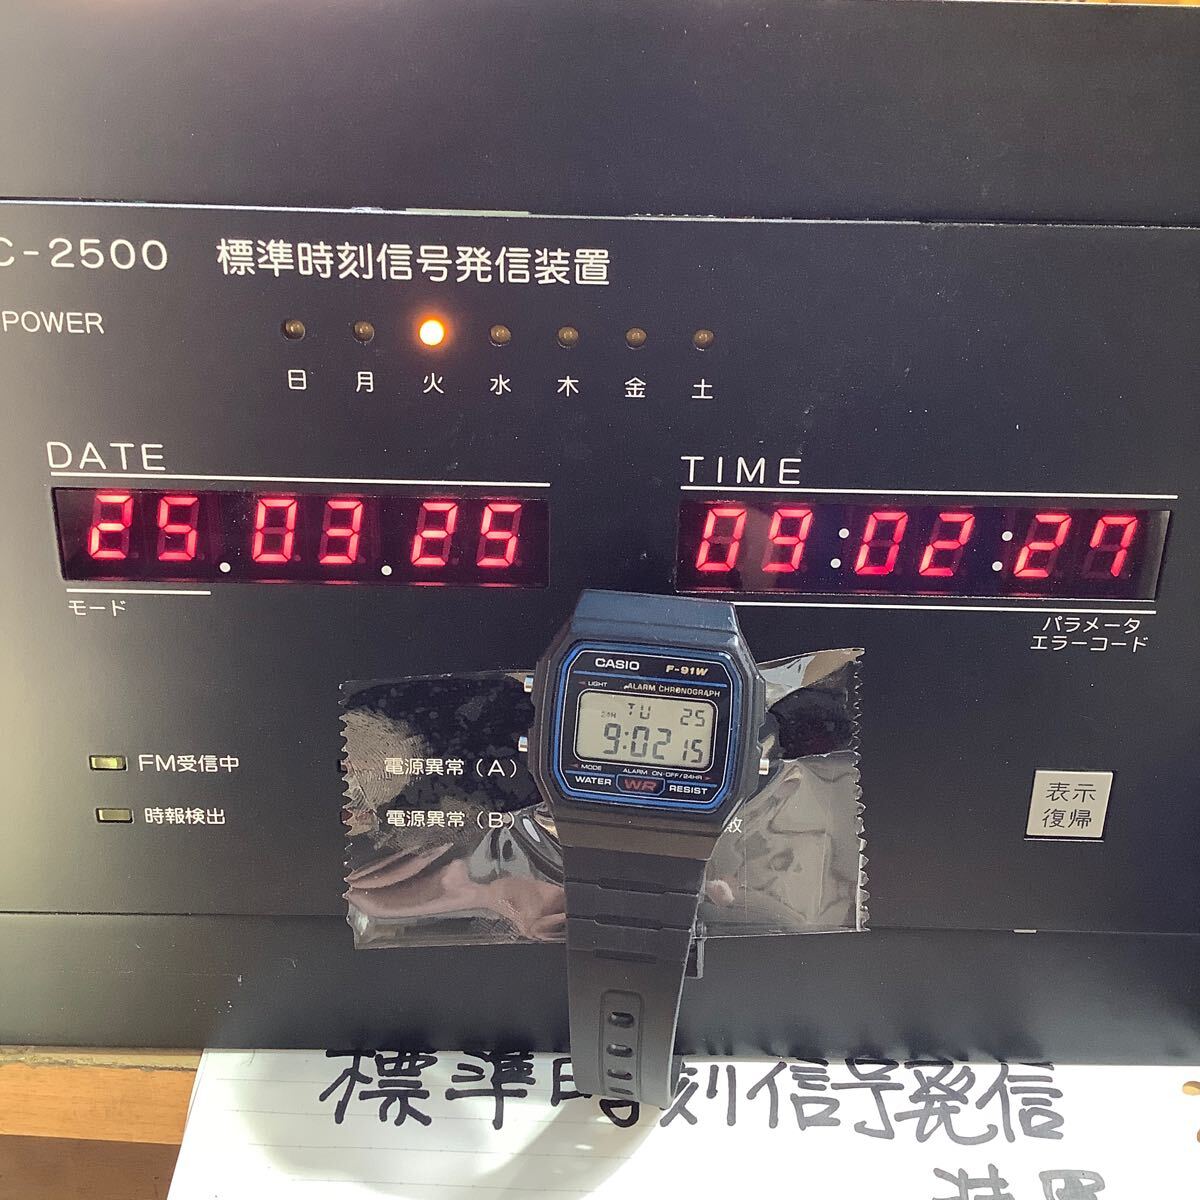 C-2500 標準時刻信号発信装置
POWER
日 月 火 水 木 金 土
DATE
TIME
25.03.25
09:02:27
モード
パラメータ
エラーコード
CASIO F-91W
LIGHT
ALARM CHRONOGRAPH
24H TU 25
9:02 15
MODE ALARM ON·OFF/24HR
WATER WR RESIST
FM受信中
電源異常(A)
時報検出
電源異常(B)
敗
表示
復帰
標準時刻信号発信
装置